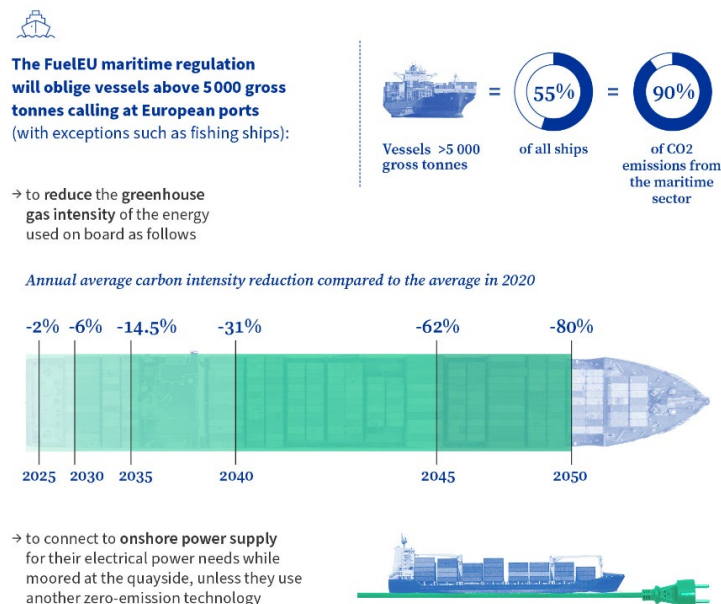 The FuelEU maritime regulation
will oblige vessels above 5 000 gross
tonnes calling at European ports
(with exceptions such as fishing ships):
Vessels >5 000
gross tonnes
=
55%
of all ships
=
90%
of CO2
emissions from
the maritime
sector
→ to reduce the greenhouse
gas intensity of the energy
used on board as follows
Annual average carbon intensity reduction compared to the average in 2020
-2% -6% -14.5% -31% -62% -80%
2025 2030 2035 2040 2045 2050
→ to connect to onshore power supply
for their electrical power needs while
moored at the quayside, unless they use
another zero-emission technology